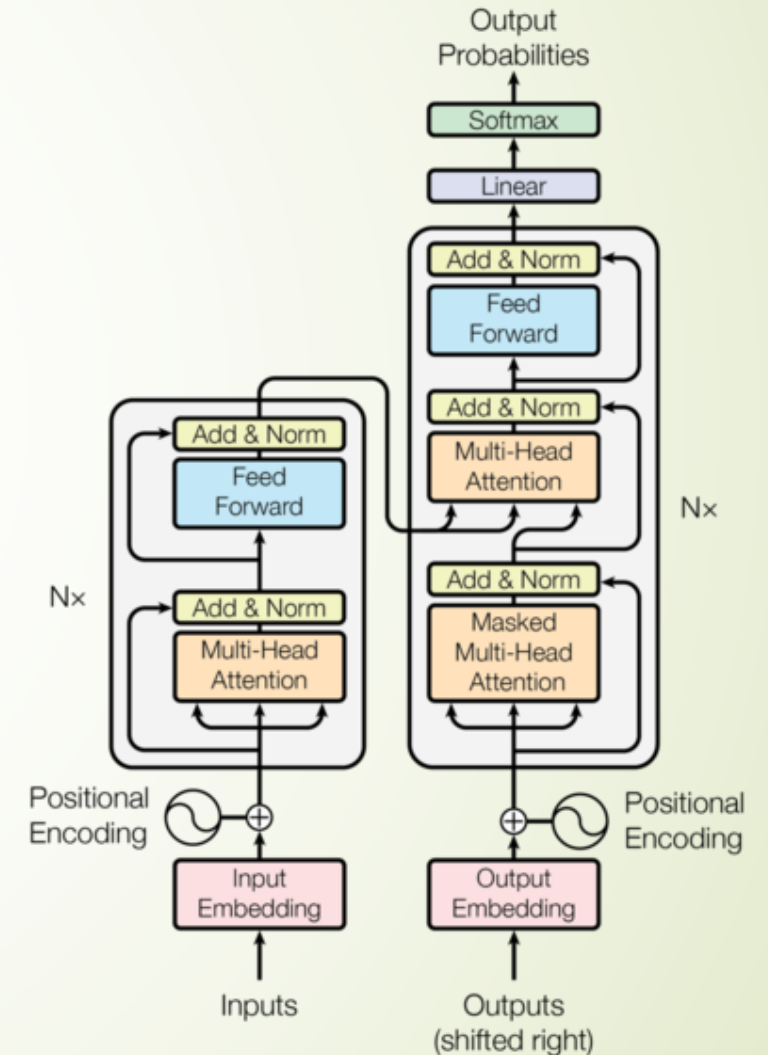 Output
Probabilities
Softmax
Linear
Add & Norm
Feed
Forward
Add & Norm
Multi-Head
Attention
Add & Norm
Masked
Multi-Head
Attention
Nx
Positional
Encoding
Output
Embedding
Outputs
(shifted right)
Add & Norm
Feed
Forward
Add & Norm
Multi-Head
Attention
Nx
Positional
Encoding
Input
Embedding
Inputs